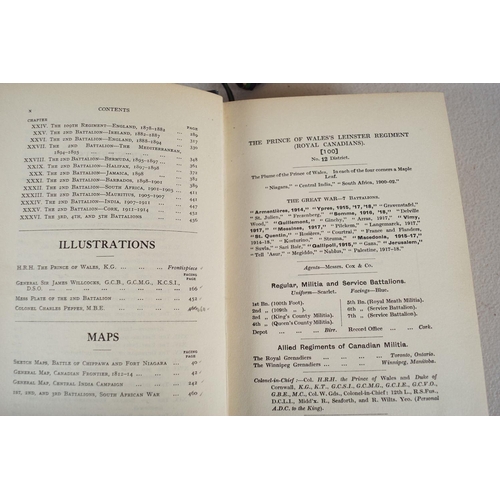 x CONTENTS
CHAPTER PAGE
XXIV. The 109th Regiment—England, 1878-1882 ... 289
XXV. The 2nd Battalion—Ireland, 1882-1887 ... 317
XXVI. The 2nd Battalion—England, 1888-1894 ... 330
XXVII. The 2nd Battalion—The Mediterranean, 1894-1895
XXVIII. The 2nd Battalion—Bermuda, 1895-1897 ...
XXIX. The 2nd Battalion—Halifax,
XXX. The 2nd Battalion—Jamaica, 1898 ...
XXXI. The 2nd Battalion—Barbados, 1898
XXXII. The 2nd Battalion—South Africa,
XXXIII. The 2nd Battalion—Mauritius,
XXXIV. The 2nd Battalion—India, 1907-1911 ...
XXXV. The 2nd Battalion—Cork, 1911-1914 ...
XXXVI. The 3rd, 4th, and 5th Battalions ... 456
ILLUSTRATIONS
FACING PAGE
H.R.H. The Prince of Wales, K.G. ... Frontispiece
General Sir James Willcocks, G.C.B., G.C.M.G., K.C.S.I., D.S.O. ... 166
Mess Plate of the 2nd Battalion ... 452
Colonel Charles Pepper, M.B.E. ... 466
MAPS
FACING PAGE
Sketch Maps, Battle of Chippawa and Fort Niagara ... 40
General Map, Canadian Frontier, 1812-14 ... 42
General Map, Central India Campaign ... 242
1st, 2nd, and 3rd Battalions, South African War ... 460
THE PRINCE OF WALES'S LEINSTER REGIMENT
(ROYAL CANADIANS).
[100]
No. 12 District.
The Plume of the Prince of Wales. In each of the four corners a Maple
Leaf.
"Niagara," "Central India," "South Africa, 1900-02."
The Great War—7 Battalions.
"Armentières, 1914," "Ypres, 1915, '17, '18," "Gravenstafel,"
"St. Julien," "Frezenberg," "Somme, 1916, '18," "Delville
Wood," "Guillemont," "Ginchy," "Arras, 1917," "Vimy,
1917," "Messines, 1917," "Pilckem," "Langemarck, 1917,"
"St. Quentin," "Rosières," "Courtrai," "France and Flanders,
1914-18," "Kosturino," "Struma," "Macedonia, 1915-17,"
"Suvla," "Sari Bair," "Gallipoli, 1915," "Gaza," "Jerusalem,"
"Tell 'Asur," "Megiddo," "Nablus," "Palestine, 1917-18."
Agents—Messrs. Cox & Co.
Regular, Militia and Service Battalions.
Uniform—Scarlet. Facings—Blue.
1st Bn. (100th Foot). 5th Bn. (Royal Meath Militia).
2nd „ (109th „ ). 6th „ (Service Battalion).
3rd „ (King's County Militia). 7th „ (Service Battalion).
4th „ (Queen's County Militia).
Depot ... Birr. Record Office ... Cork.
Allied Regiments of Canadian Militia.
The Royal Grenadiers ... Toronto, Ontario.
The Winnipeg Grenadiers ... Winnipeg, Manitoba.
Colonel-in-Chief:—Col. H.R.H. the Prince of Wales and Duke of
Cornwall, K.G., K.T., G.C.S.I., G.C.M.G., G.C.I.E., G.C.V.O.,
G.B.E., M.C., Col. W. Gds., Colonel-in-Chief: 12th L., R.S.Fus.,
D.C.L.I., Midd'x R., Seaforth, and R. Wilts. Yeo. (Personal
A.D.C. to the King).